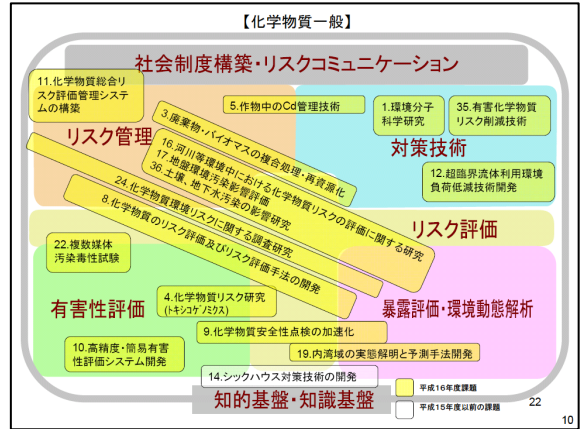 【化学物質一般】
社会制度構築・リスクコミュニケーション
11.化学物質総合リ
スク評価管理システ
ムの構築
5.作物中のCd管理技術
1.環境分子
科学研究
35.有害化学物質
リスク削減技術
リスク管理
3.廃棄物・バイオマスの複合処理・再資源化
対策技術
16.河川等環境中における化学物質リスクの評価に関する研究
17.地盤環境汚染影響評価
36.土壌、地下水汚染の影響研究
12.超臨界流体利用環境
負荷低減技術開発
24.化学物質環境リスクに関する調査研究
8.化学物質のリスク評価及びリスク評価手法の開発
リスク評価
22.複数媒体
汚染毒性試験
有害性評価
4.化学物質リスク研究
(トキシコゲノミクス)
暴露評価・環境動態解析
9.化学物質安全性点検の加速化
10.高精度・簡易有害
性評価システム開発
19.内湾域の実態解明と予測手法開発
14.シックハウス対策技術の開発
平成16年度課題
知的基盤・知識基盤
平成15年度以前の課題
22
10